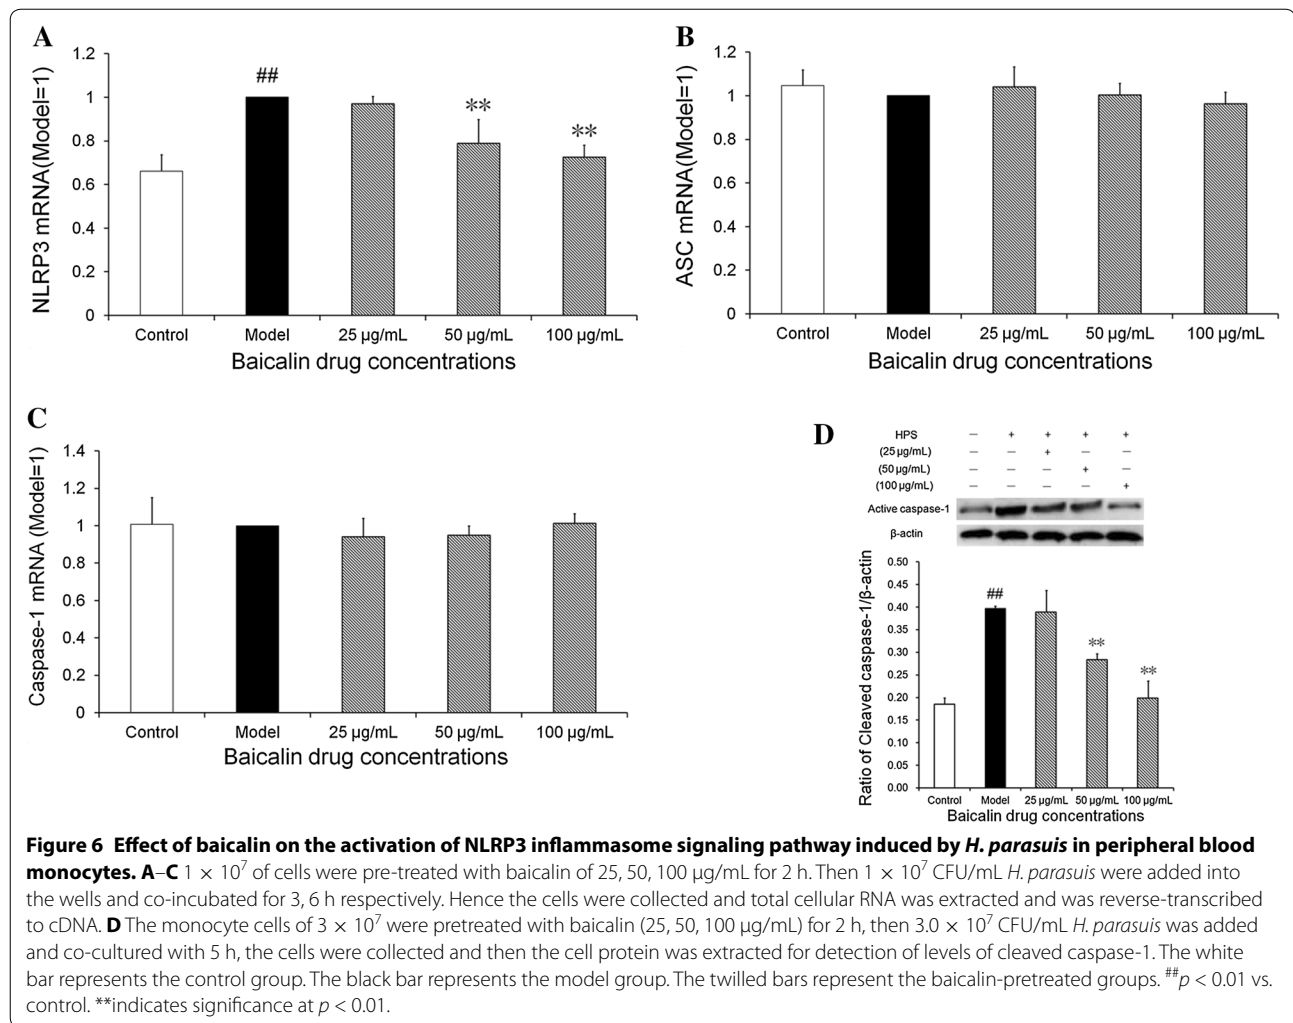 A
NLRP3 mRNA(Model=1)
1.2
1
0.8
0.6
0.4
0.2
0
##
**
**
Control Model 25 µg/mL 50 µg/mL 100 µg/mL
Baicalin drug concentrations
B
ASC mRNA(Model=1)
1.2
1
0.8
0.6
0.4
0.2
0
Control Model 25 µg/mL 50 µg/mL 100 µg/mL
Baicalin drug concentrations
C
Caspase-1 mRNA (Model=1)
1.4
1.2
1
0.8
0.6
0.4
0.2
0
Control Model 25 µg/mL 50 µg/mL 100 µg/mL
Baicalin drug concentrations
D
HPS − + + + +
(25 µg/mL) − − + − −
(50 µg/mL) − − − + −
(100 µg/mL) − − − − +
Active caspase-1
β-actin
Ratio of Cleaved caspase-1/β-actin
0.50
0.45
0.40
0.35
0.30
0.25
0.20
0.15
0.10
0.05
0.00
##
**
**
Control Model 25 µg/mL 50 µg/mL 100 µg/mL
Baicalin drug concentrations
Figure 6 Effect of baicalin on the activation of NLRP3 inflammasome signaling pathway induced by H. parasuis in peripheral blood
monocytes. A–C 1 × 10⁷ of cells were pre-treated with baicalin of 25, 50, 100 μg/mL for 2 h. Then 1 × 10⁷ CFU/mL H. parasuis were added into
the wells and co-incubated for 3, 6 h respectively. Hence the cells were collected and total cellular RNA was extracted and was reverse-transcribed
to cDNA. D The monocyte cells of 3 × 10⁷ were pretreated with baicalin (25, 50, 100 μg/mL) for 2 h, then 3.0 × 10⁷ CFU/mL H. parasuis was added
and co-cultured with 5 h, the cells were collected and then the cell protein was extracted for detection of levels of cleaved caspase-1. The white
bar represents the control group. The black bar represents the model group. The twilled bars represent the baicalin-pretreated groups. ##p < 0.01 vs.
control. **indicates significance at p < 0.01.